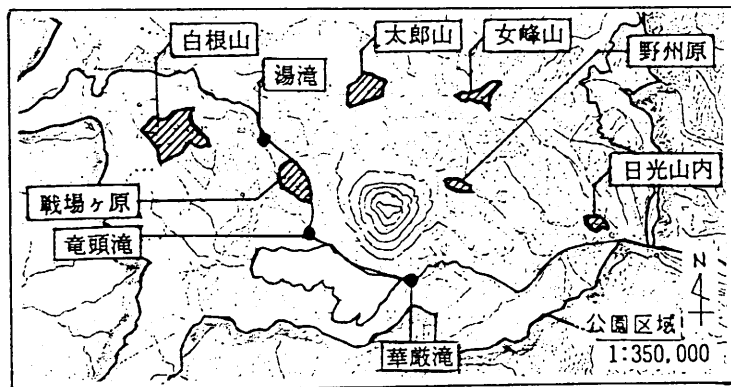 白根山
太郎山
女峰山
野州原
湯滝
日光山内
戦場ヶ原
竜頭滝
N
公園区域
1:350,000
華厳滝